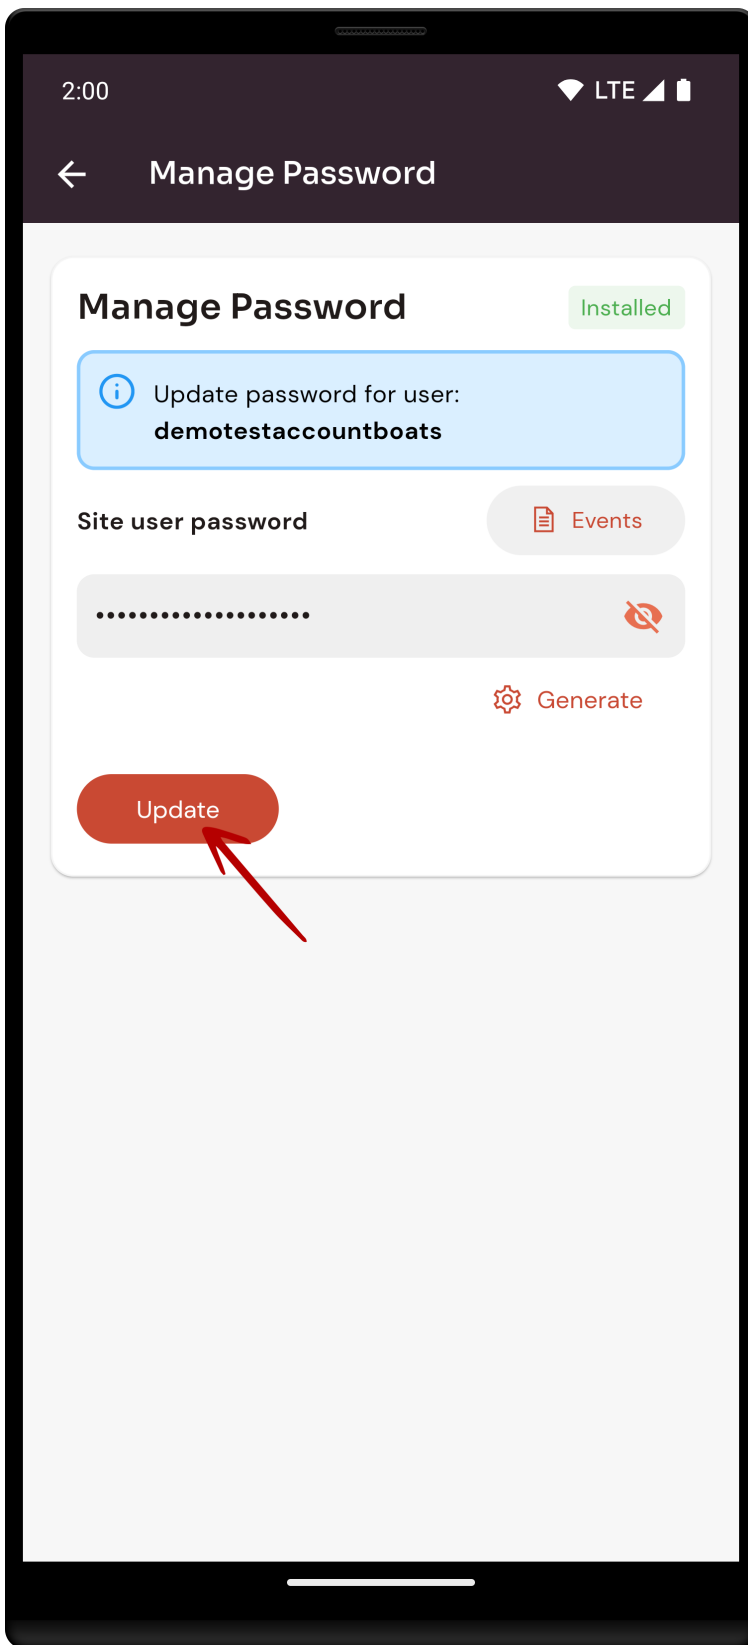 2:00 LTE
Manage Password
Manage Password Installed
Update password for user:
demotestaccountboats
Site user password Events
••••••••••••••••••••
Generate
Update